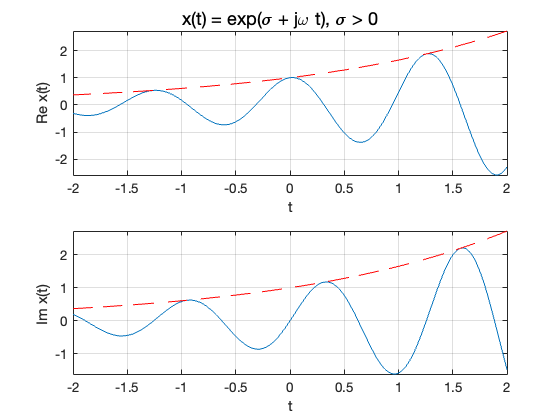 x(t) = exp(σ + jω t), σ > 0
Re x(t)
2
1
0
-1
-2
-2 -1.5 -1 -0.5 0 0.5 1 1.5 2
t
Im x(t)
2
1
0
-1
-2 -1.5 -1 -0.5 0 0.5 1 1.5 2
t